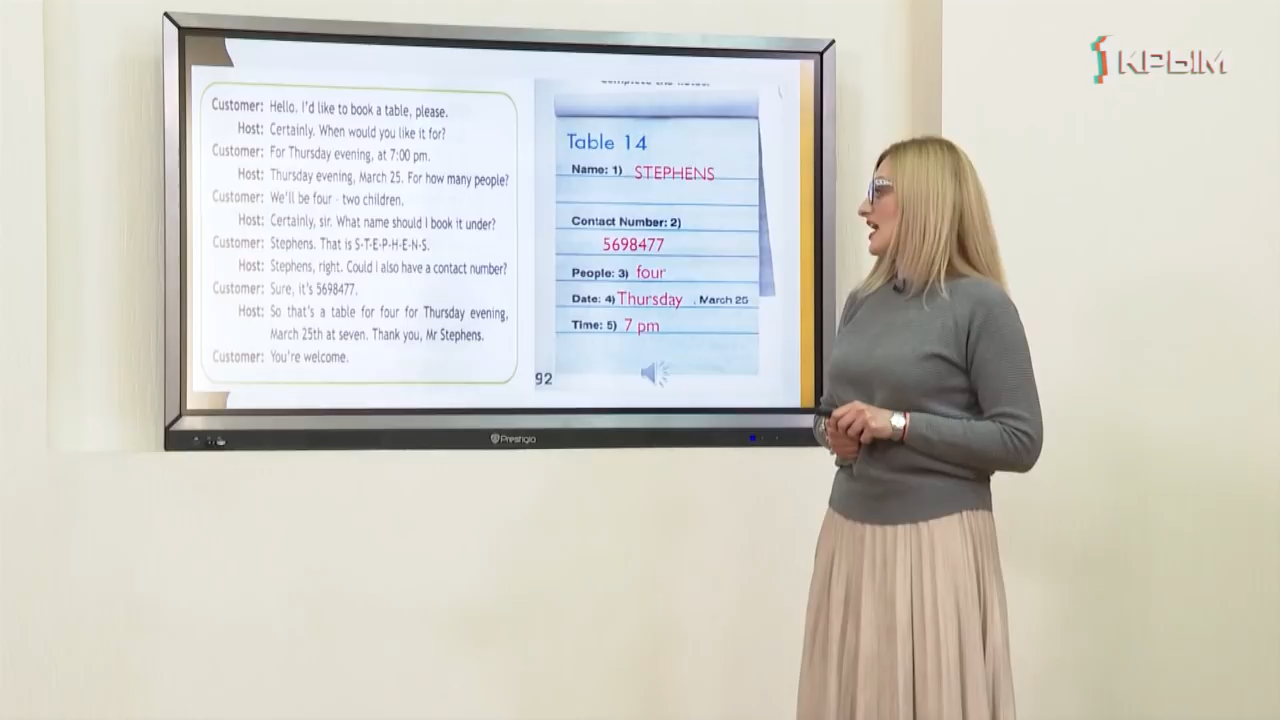 Customer: Hello. I'd like to book a table, please.
Host: Certainly. When would you like it for?
Customer: For Thursday evening, at 7:00 pm.
Host: Thursday evening, March 25. For how many people?
Customer: We'll be four - two children.
Host: Certainly, sir. What name should I book it under?
Customer: Stephens. That is S-T-E-P-H-E-N-S.
Host: Stephens, right. Could I also have a contact number?
Customer: Sure, it's 5698477.
Host: So that's a table for four for Thursday evening,
March 25th at seven. Thank you, Mr Stephens.
Customer: You're welcome.
Table 14
Name: 1) STEPHENS
Contact Number: 2)
5698477
People: 3) four
Date: 4) Thursday , March 25
Time: 5) 7 pm
92
Prestigio
КРЫМ